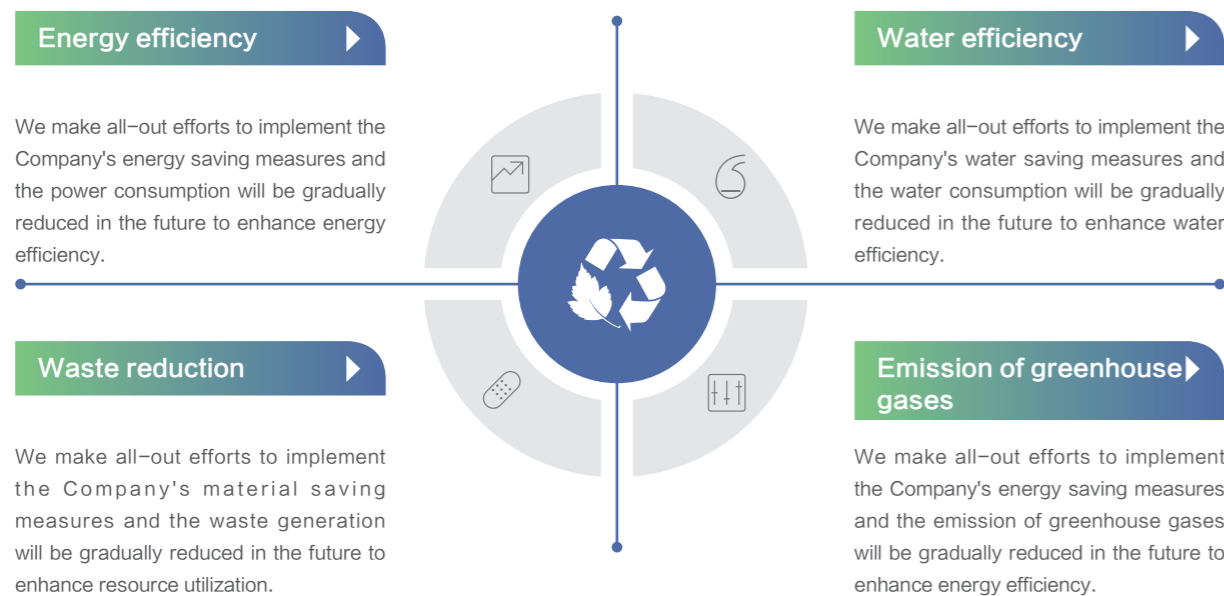 Energy efficiency
We make all−out efforts to implement the
Company's energy saving measures and
the power consumption will be gradually
reduced in the future to enhance energy
efficiency.
Water efficiency
We make all−out efforts to implement the
Company's water saving measures and
the water consumption will be gradually
reduced in the future to enhance water
efficiency.
Waste reduction
We make all−out efforts to implement
the Company's material saving
measures and the waste generation
will be gradually reduced in the future to
enhance resource utilization.
Emission of greenhouse
gases
We make all−out efforts to implement
the Company's energy saving measures
and the emission of greenhouse gases
will be gradually reduced in the future to
enhance energy efficiency.